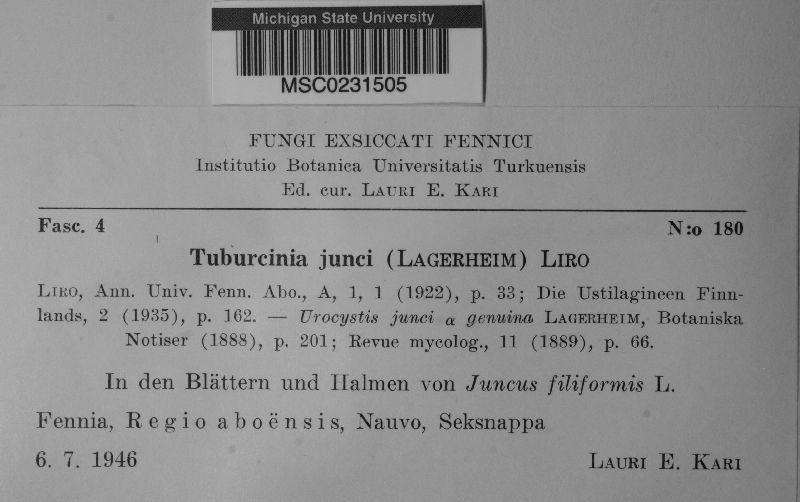 Michigan State University
MSC0231505
FUNGI EXSICCATI FENNICI
Institutio Botanica Universitatis Turkuensis
Ed. cur. LAURI E. KARI
Fasc. 4 N:o 180
Tuburcinia junci (LAGERHEIM) LIRO
LIRO, Ann. Univ. Fenn. Abo., A, 1, 1 (1922), p. 33; Die Ustilagineen Finn-
lands, 2 (1935), p. 162. — Urocystis junci α genuina LAGERHEIM, Botaniska
Notiser (1888), p. 201; Revue mycolog., 11 (1889), p. 66.
In den Blättern und Halmen von Juncus filiformis L.
Fennia, Regio aboënsis, Nauvo, Seksnappa
6. 7. 1946 LAURI E. KARI